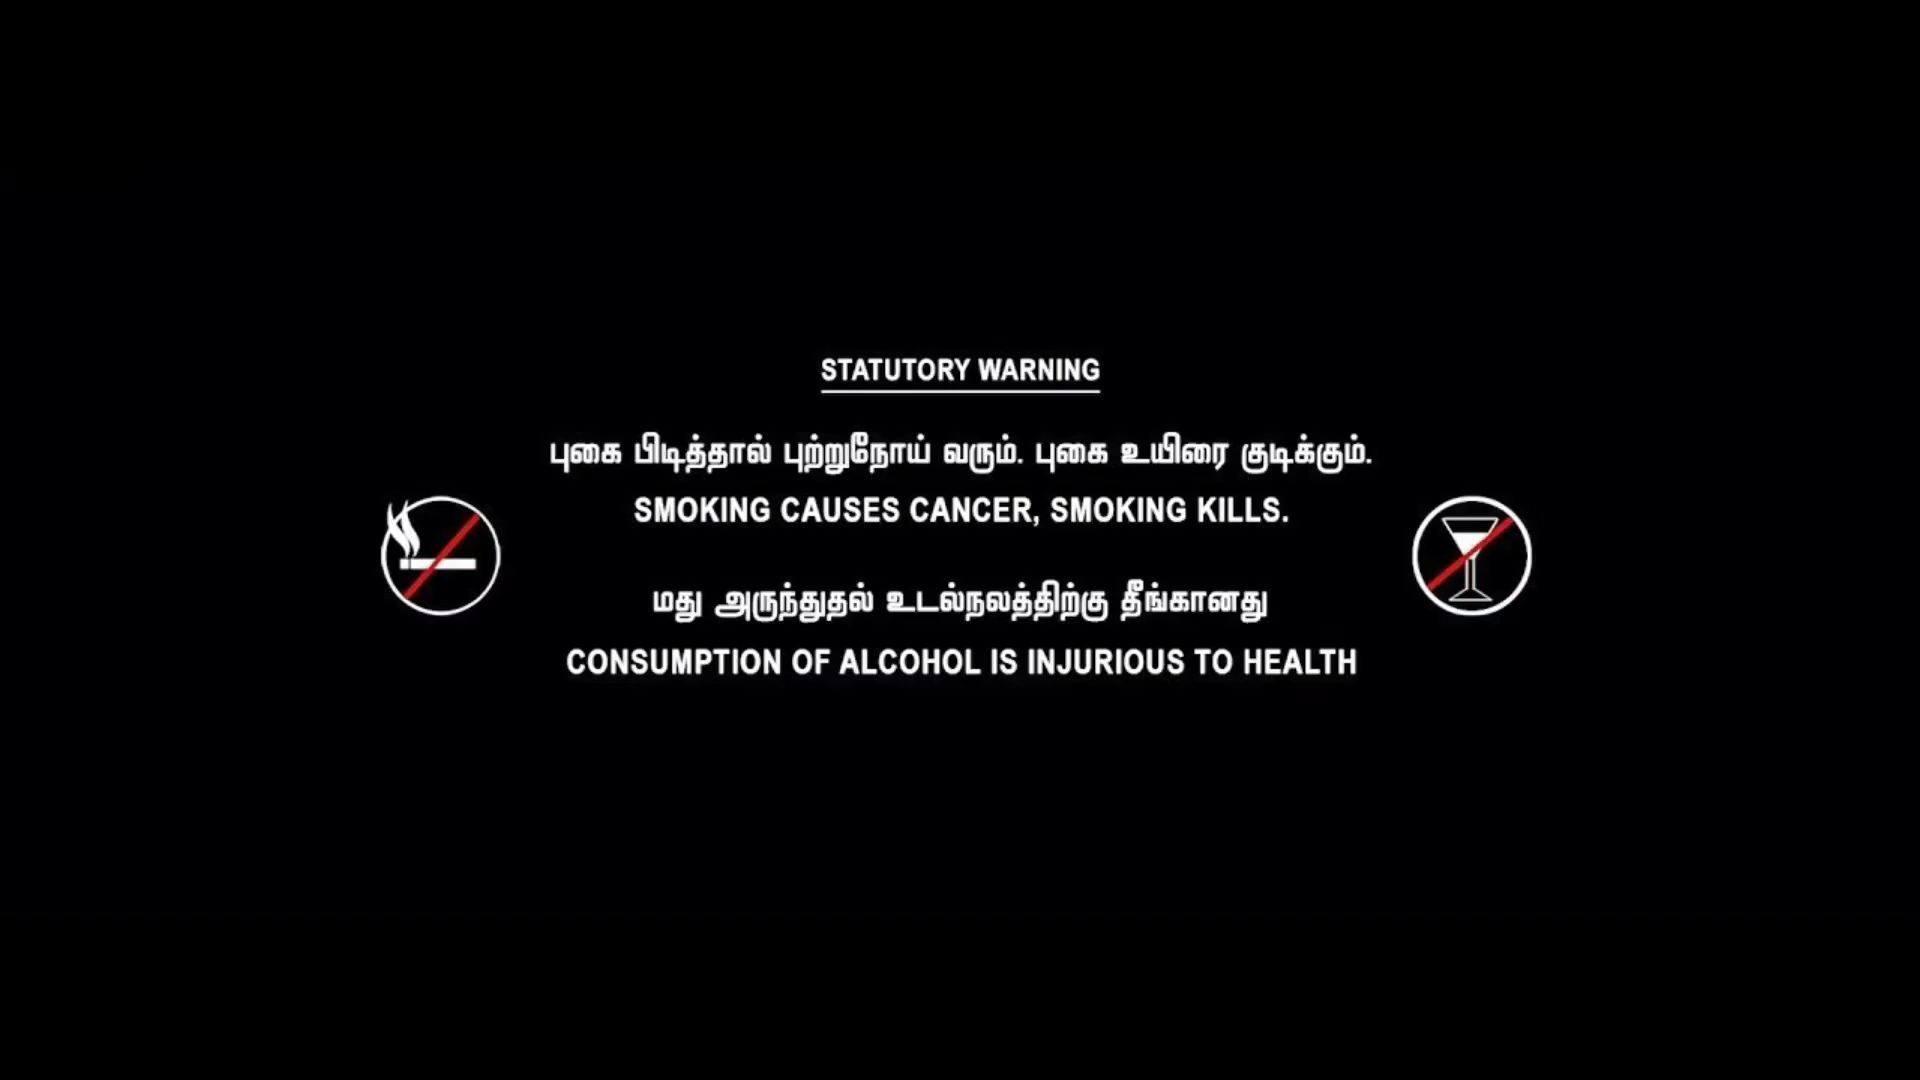 STATUTORY WARNING
புகை பிடித்தால் புற்றுநோய் வரும். புகை உயிரை குடிக்கும்.
SMOKING CAUSES CANCER, SMOKING KILLS.
மது அருந்துதல் உடல்நலத்திற்கு தீங்கானது
CONSUMPTION OF ALCOHOL IS INJURIOUS TO HEALTH